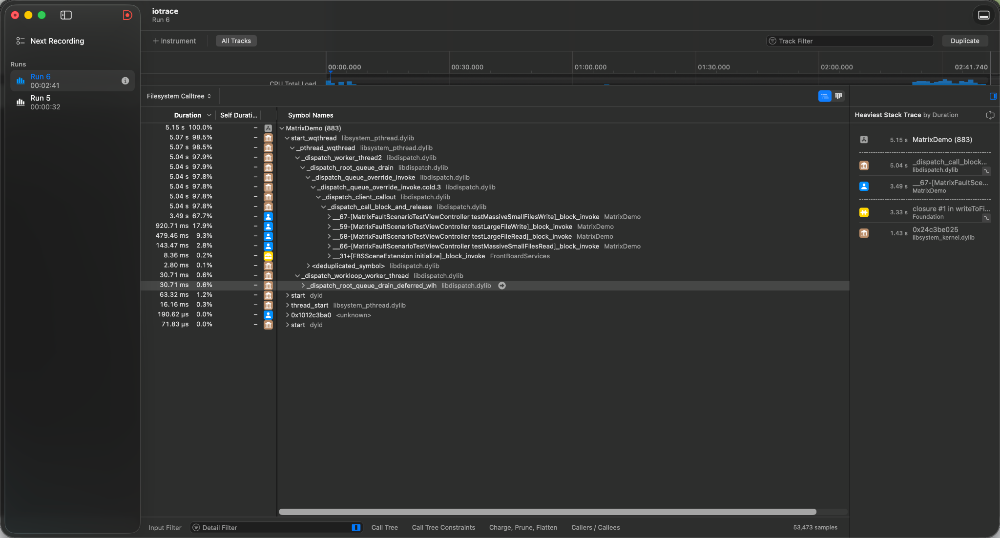 iotrace
Run 6
Next Recording
Runs
Run 6
00:02:41
Run 5
00:00:32
+ Instrument
All Tracks
Track Filter
Duplicate
00:00.000
00:30.000
01:00.000
01:30.000
02:00.000
02:41.740
CPU Total Load
Filesystem Calltree
Duration Self Durati... Symbol Names
5.15 s 100.0% – MatrixDemo (883)
5.07 s 98.5% – start_wqthread libsystem_pthread.dylib
5.07 s 98.5% – _pthread_wqthread libsystem_pthread.dylib
5.04 s 97.9% – _dispatch_worker_thread2 libdispatch.dylib
5.04 s 97.9% – _dispatch_root_queue_drain libdispatch.dylib
5.04 s 97.8% – _dispatch_queue_override_invoke libdispatch.dylib
5.04 s 97.8% – _dispatch_queue_override_invoke.cold.3 libdispatch.dylib
5.04 s 97.8% – _dispatch_client_callout libdispatch.dylib
5.04 s 97.8% – _dispatch_call_block_and_release libdispatch.dylib
3.49 s 67.7% – __67-[MatrixFaultScenarioTestViewController testMassiveSmallFilesWrite]_block_invoke MatrixDemo
920.71 ms 17.9% – __59-[MatrixFaultScenarioTestViewController testLargeFileWrite]_block_invoke MatrixDemo
479.45 ms 9.3% – __58-[MatrixFaultScenarioTestViewController testLargeFileRead]_block_invoke MatrixDemo
143.47 ms 2.8% – __66-[MatrixFaultScenarioTestViewController testMassiveSmallFilesRead]_block_invoke MatrixDemo
8.36 ms 0.2% – __31+[FBSSceneExtension initialize]_block_invoke FrontBoardServices
2.80 ms 0.1% – <deduplicated_symbol> libdispatch.dylib
30.71 ms 0.6% – _dispatch_workloop_worker_thread libdispatch.dylib
30.71 ms 0.6% – _dispatch_root_queue_drain_deferred_wlh libdispatch.dylib
63.32 ms 1.2% – start dyld
16.16 ms 0.3% – thread_start libsystem_pthread.dylib
190.62 µs 0.0% – 0x1012c3ba0 <unknown>
71.83 µs 0.0% – start dyld
Heaviest Stack Trace by Duration
5.15 s MatrixDemo (883)
5.04 s _dispatch_call_block...
libdispatch.dylib
3.49 s __67-[MatrixFaultSce...
MatrixDemo
3.33 s closure #1 in writeToFi...
Foundation
1.43 s 0x24c3be025
libsystem_kernel.dylib
Input Filter
Detail Filter
Call Tree
Call Tree Constraints
Charge, Prune, Flatten
Callers / Callees
53,473 samples